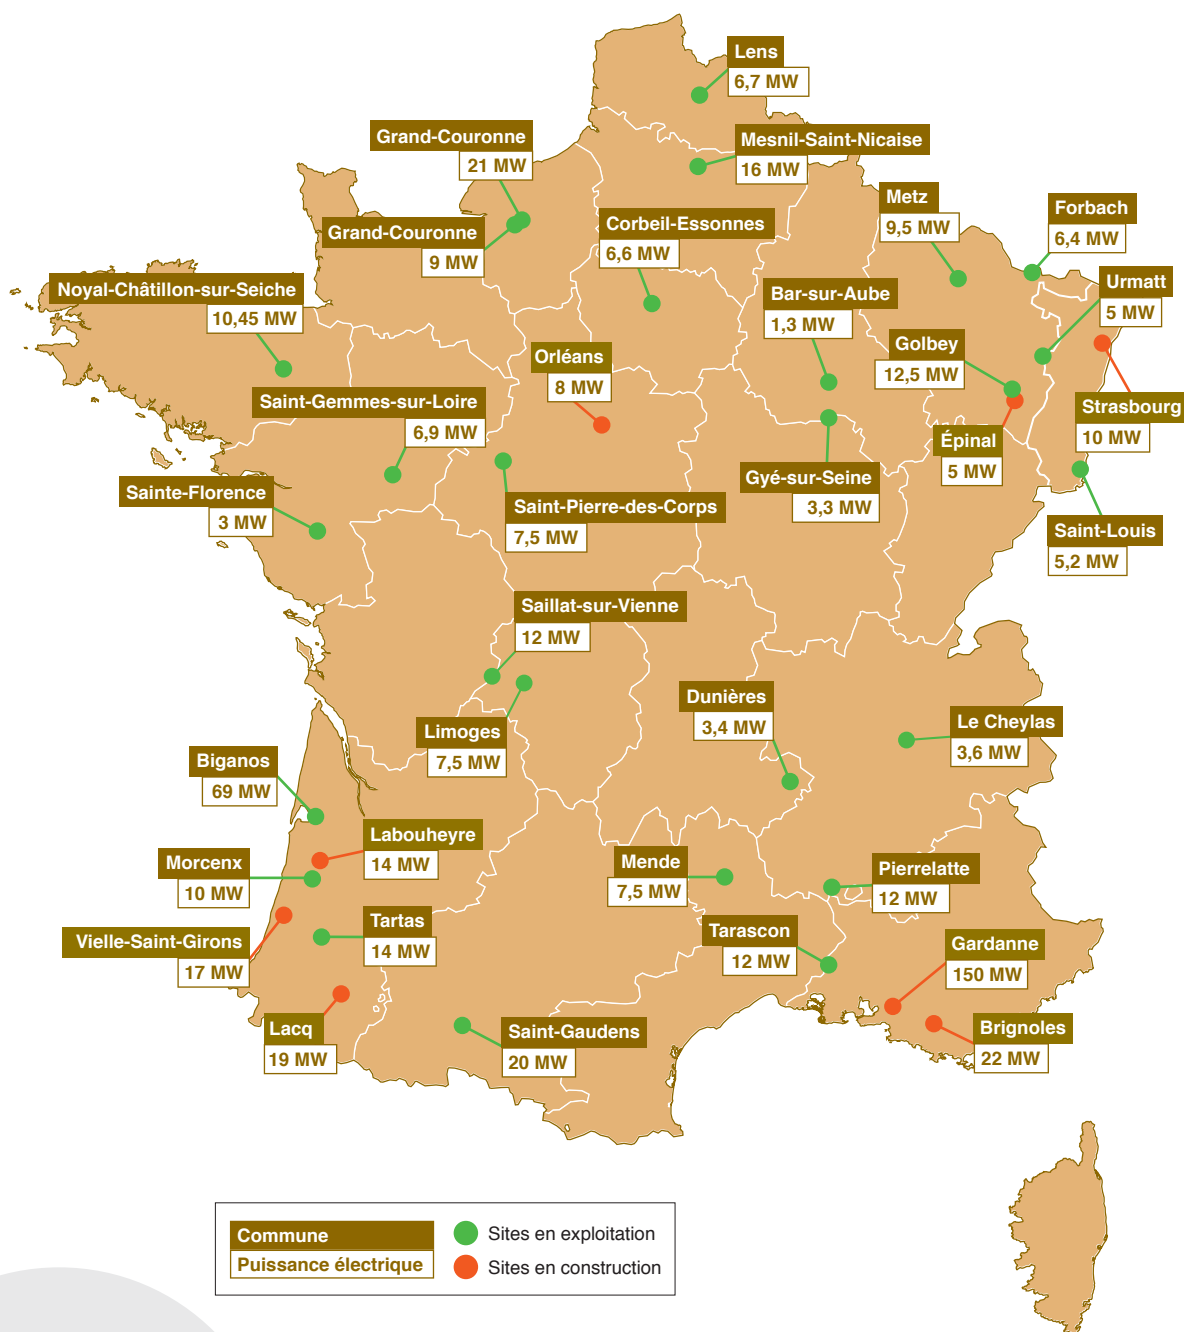 Lens
6,7 MW
Grand-Couronne
21 MW
Mesnil-Saint-Nicaise
16 MW
Metz
9,5 MW
Forbach
6,4 MW
Grand-Couronne
9 MW
Corbeil-Essonnes
6,6 MW
Urmatt
5 MW
Noyal-Châtillon-sur-Seiche
10,45 MW
Bar-sur-Aube
1,3 MW
Golbey
12,5 MW
Orléans
8 MW
Saint-Gemmes-sur-Loire
6,9 MW
Strasbourg
10 MW
Épinal
5 MW
Gyé-sur-Seine
3,3 MW
Sainte-Florence
3 MW
Saint-Pierre-des-Corps
7,5 MW
Saint-Louis
5,2 MW
Saillat-sur-Vienne
12 MW
Dunières
3,4 MW
Le Cheylas
3,6 MW
Limoges
7,5 MW
Biganos
69 MW
Labouheyre
14 MW
Morcenx
10 MW
Mende
7,5 MW
Pierrelatte
12 MW
Tartas
14 MW
Vielle-Saint-Girons
17 MW
Tarascon
12 MW
Gardanne
150 MW
Lacq
19 MW
Saint-Gaudens
20 MW
Brignoles
22 MW
Commune
Puissance électrique
Sites en exploitation
Sites en construction